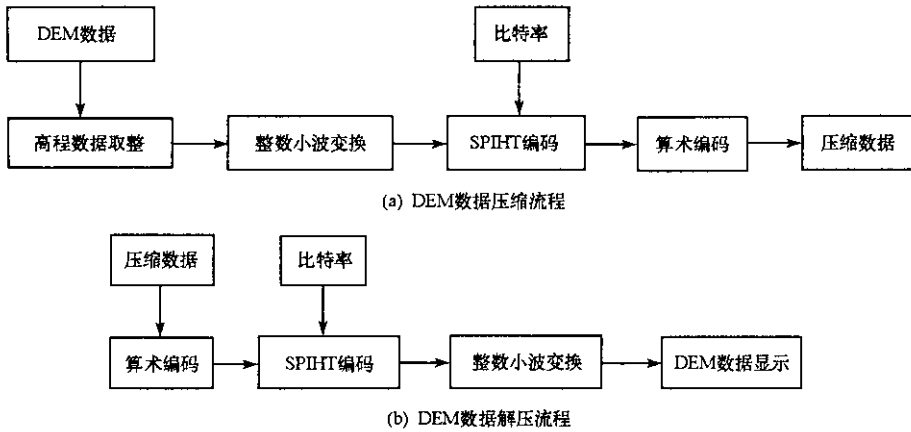 DEM数据
比特率
高程数据取整
整数小波变换
SPIHT编码
算术编码
压缩数据
(a) DEM数据压缩流程
压缩数据
比特率
算术编码
SPIHT编码
整数小波变换
DEM数据显示
(b) DEM数据解压流程